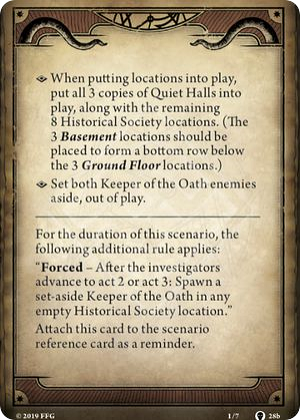 When putting locations into play,
put all 3 copies of Quiet Halls into
play, along with the remaining
8 Historical Society locations. (The
3 Basement locations should be
placed to form a bottom row below
the 3 Ground Floor locations.)
Set both Keeper of the Oath enemies
aside, out of play.
For the duration of this scenario, the
following additional rule applies:
“Forced – After the investigators
advance to act 2 or act 3: Spawn a
set-aside Keeper of the Oath in any
empty Historical Society location.”
Attach this card to the scenario
reference card as a reminder.
© 2019 FFG
1/7
28b